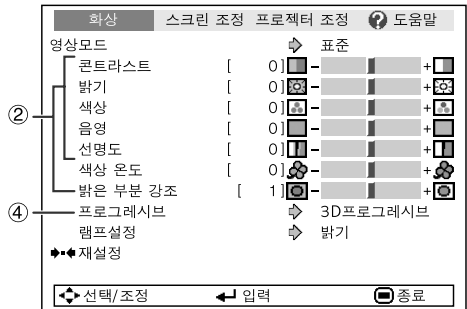 화상 스크린 조정 프로젝터 조정 ? 도움말
영상모드 표준
콘트라스트 [ 0] - +
밝기 [ 0] - +
색상 [ 0] - +
② 음영 [ 0] - +
선명도 [ 0] - +
색상 온도 [ 0] - +
밝은 부분 강조 [ 1] - +
④ 프로그레시브 3D프로그레시브
램프설정 밝기
재설정
선택/조정 입력 종료